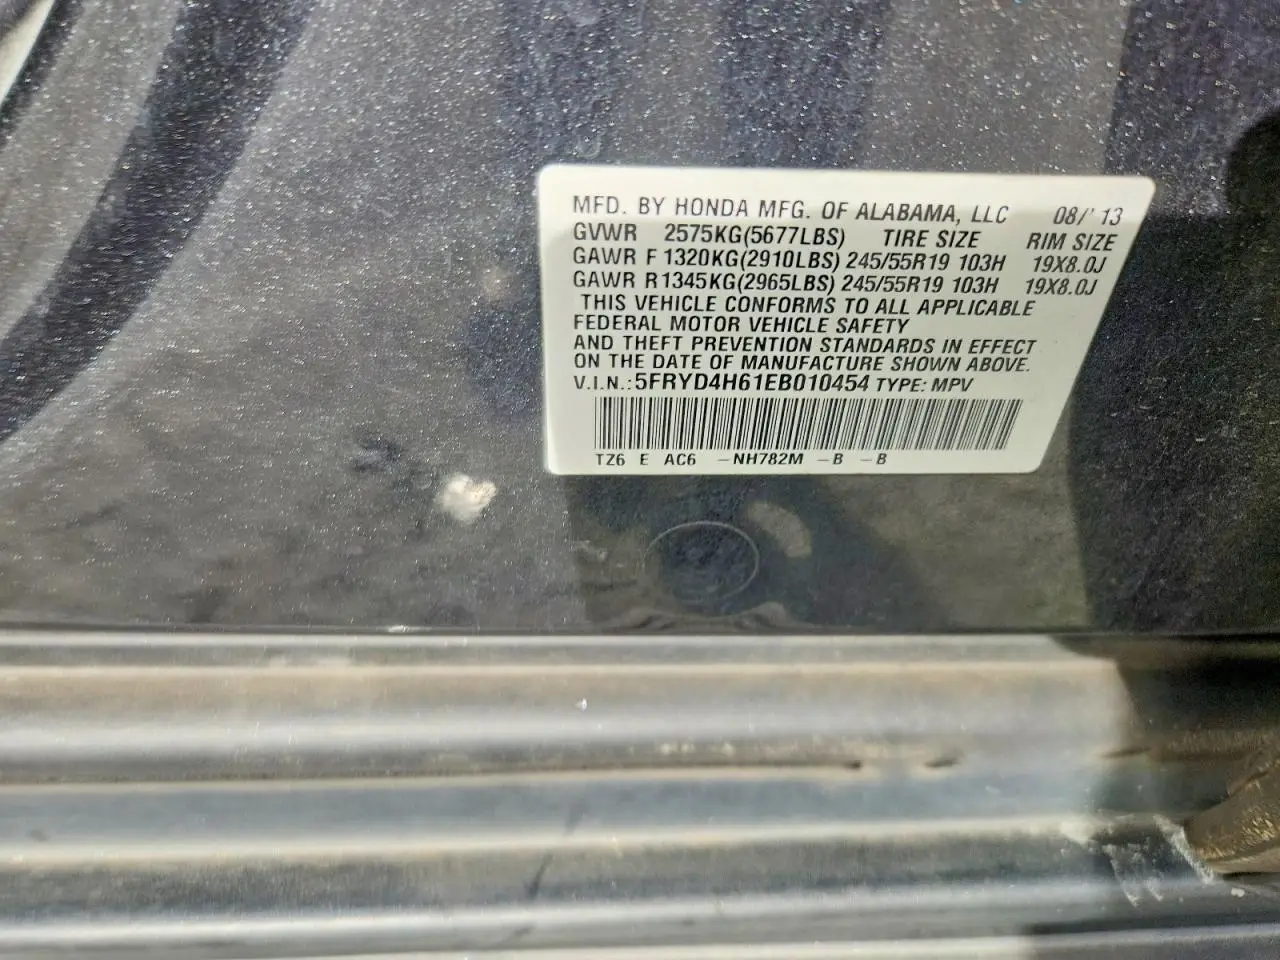 MFD. BY HONDA MFG. OF ALABAMA, LLC 08/'13
GVWR 2575KG(5677LBS) TIRE SIZE RIM SIZE
GAWR F 1320KG(2910LBS) 245/55R19 103H 19X8.0J
GAWR R1345KG(2965LBS) 245/55R19 103H 19X8.0J
THIS VEHICLE CONFORMS TO ALL APPLICABLE
FEDERAL MOTOR VEHICLE SAFETY
AND THEFT PREVENTION STANDARDS IN EFFECT
ON THE DATE OF MANUFACTURE SHOWN ABOVE.
V.I.N.:5FRYD4H61EB010454 TYPE: MPV
TZ6 E AC6 -NH782M -B -B